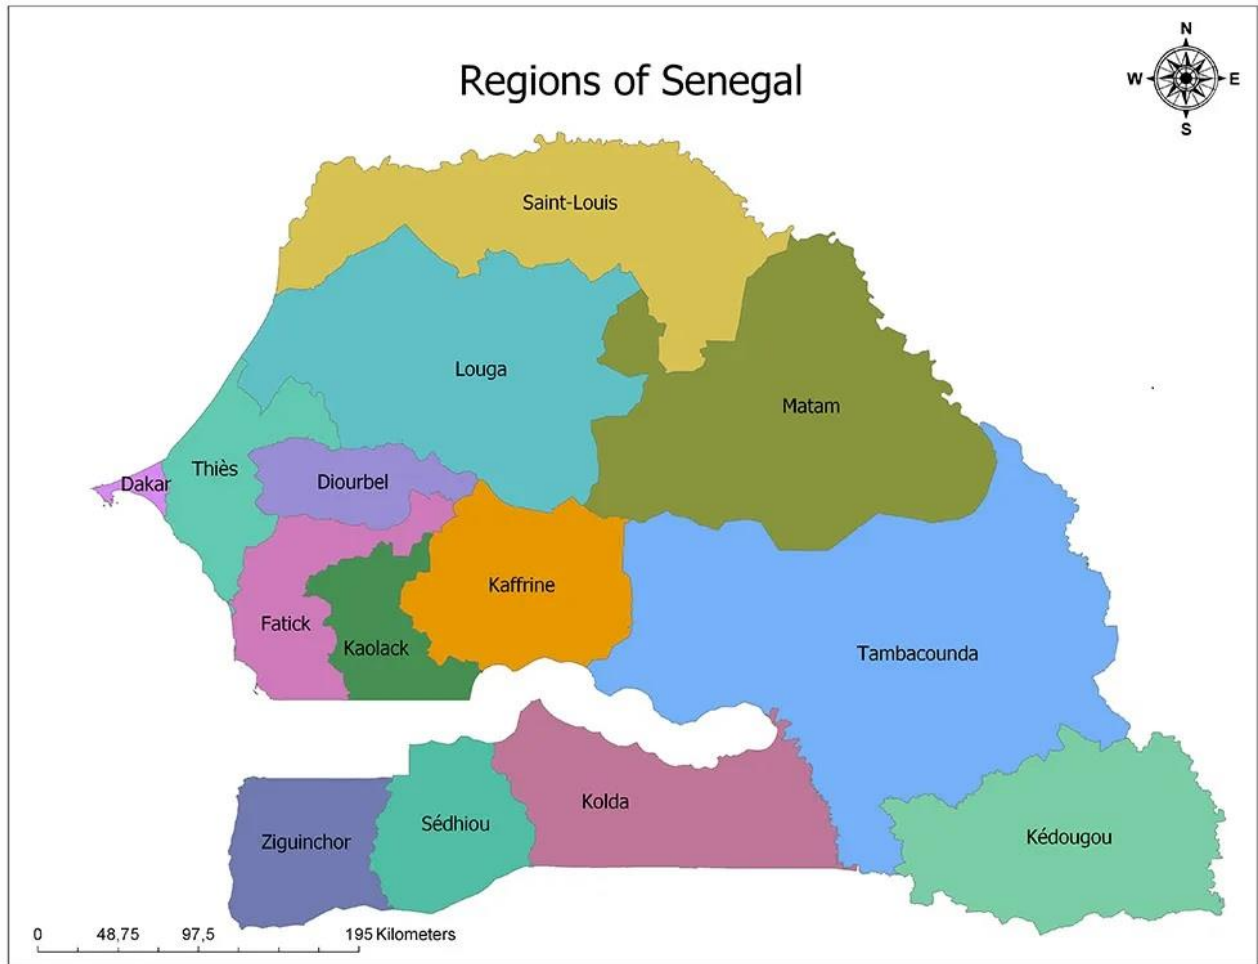 N
Regions of Senegal
W E
S
Saint-Louis
Louga
Matam
Thiès
Dakar
Diourbel
Kaffrine
Fatick
Kaolack
Tambacounda
Kolda
Sédhiou
Ziguinchor
Kédougou
0 48,75 97,5 195 Kilometers